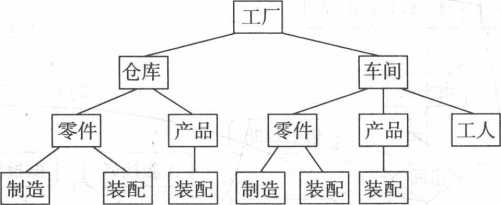 工厂
仓库 车间
零件 产品 零件 产品 工人
制造 装配 装配 制造 装配 装配